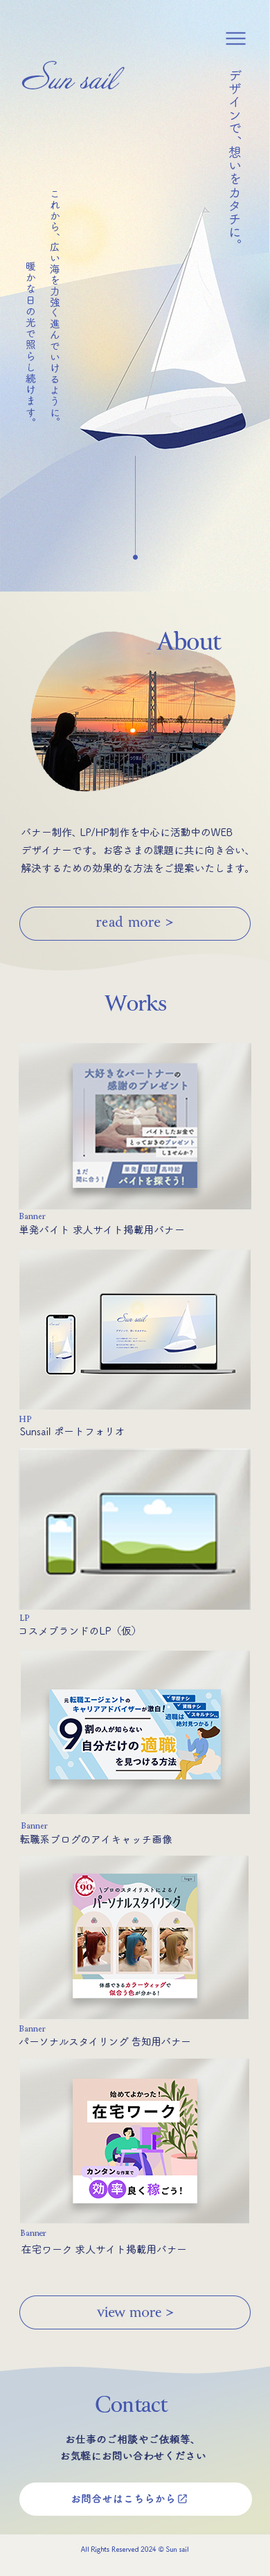 Sun sail
デザインで、想いをカタチに。
これから、広い海を力強く進んでいけるように。
暖かな日の光で照らし続けます。
About
バナー制作、LP/HP制作を中心に活動中のWEB
デザイナーです。お客さまの課題に共に向き合い、
解決するための効果的な方法をご提案いたします。
read more >
Works
大好きなパートナーの
感謝のプレゼント
バイトしたお金で
とっておきのプレゼント
しませんか？
まだ
間に合う！
単発 短期 高時給
バイトを探そう！
Banner
単発バイト 求人サイト掲載用バナー
Sun sail
HP
Sunsail ポートフォリオ
LP
コスメブランドのLP（仮）
元転職エージェントの
キャリアアドバイザーが激白！
学歴ナシ
資格ナシ
スキルナシ
適職は
絶対見つかる！
9割の人が知らない
自分だけの適職
を見つける方法
Banner
転職系ブログのアイキャッチ画像
90
プロのスタイリストによる
パーソナルスタイリング
体感できるカラーウィッグで
似合う色が分かる！
Banner
パーソナルスタイリング 告知用バナー
始めてよかった！
在宅ワーク
カンタンな作業で
効率良く稼ごう！
Banner
在宅ワーク 求人サイト掲載用バナー
view more >
Contact
お仕事のご相談やご依頼等、
お気軽にお問い合わせください
お問合せはこちらから
All Rights Reserved 2024 © Sun sail